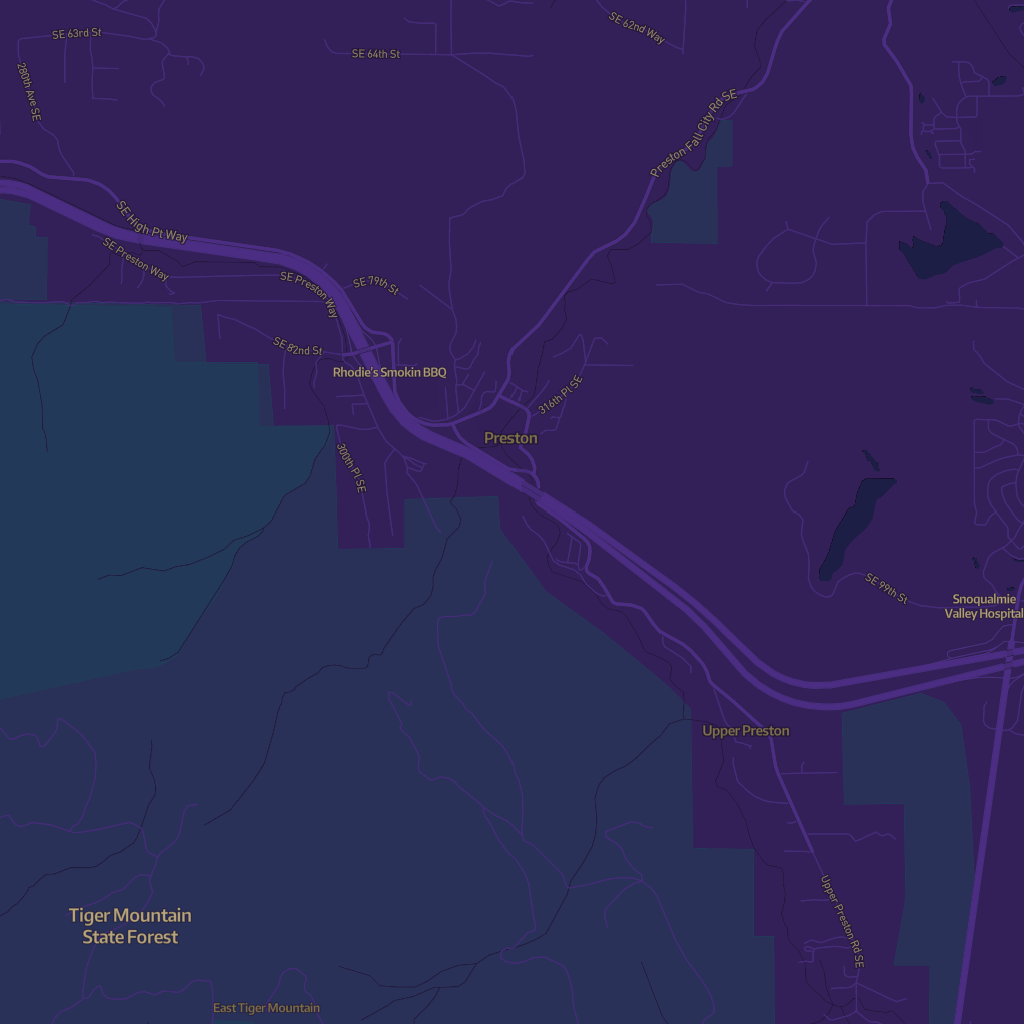 SE 63rd St
SE 62nd Way
SE 64th St
280th Ave SE
Preston Fall City Rd SE
SE High Pt Way
SE Preston Way
SE Preston Way
SE 79th St
SE 82nd St
Rhodie's Smokin BBQ
316th Pl SE
Preston
300th Pl SE
SE 99th St
Snoqualmie
Valley Hospital
Upper Preston
Upper Preston Rd SE
Tiger Mountain
State Forest
East Tiger Mountain